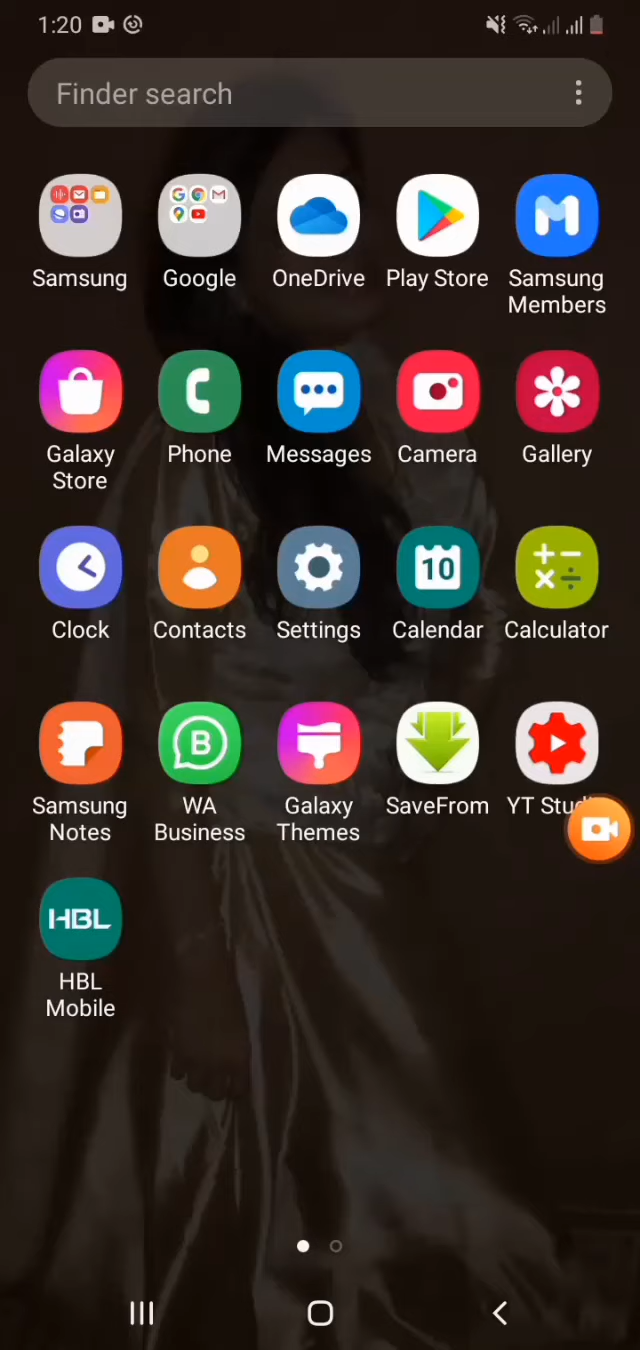 1:20
Finder search
Samsung Google OneDrive Play Store Samsung Members
Galaxy Store Phone Messages Camera Gallery
10
Clock Contacts Settings Calendar Calculator
B
Samsung Notes WA Business Galaxy Themes SaveFrom YT
HBL
HBL Mobile